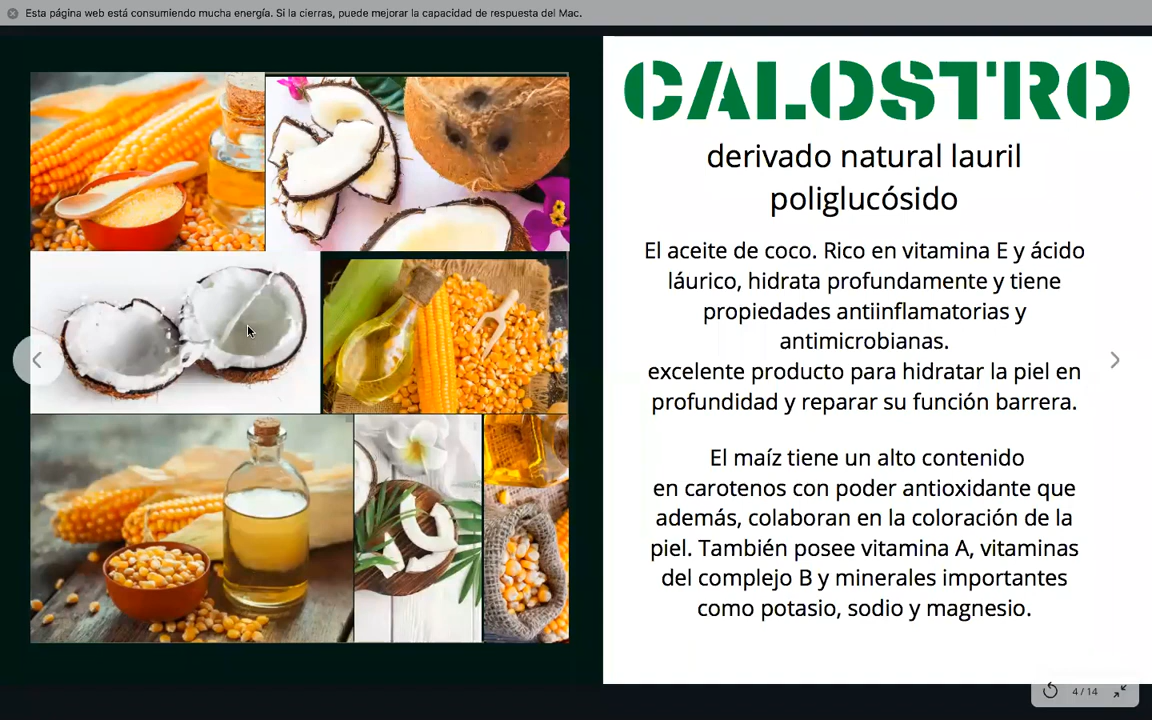 Esta página web está consumiendo mucha energía. Si la cierras, puede mejorar la capacidad de respuesta del Mac.
CALOSTRO
derivado natural lauril
poliglucósido
El aceite de coco. Rico en vitamina E y ácido
láurico, hidrata profundamente y tiene
propiedades antiinflamatorias y
antimicrobianas.
excelente producto para hidratar la piel en
profundidad y reparar su función barrera.
El maíz tiene un alto contenido
en carotenos con poder antioxidante que
además, colaboran en la coloración de la
piel. También posee vitamina A, vitaminas
del complejo B y minerales importantes
como potasio, sodio y magnesio.
4 / 14